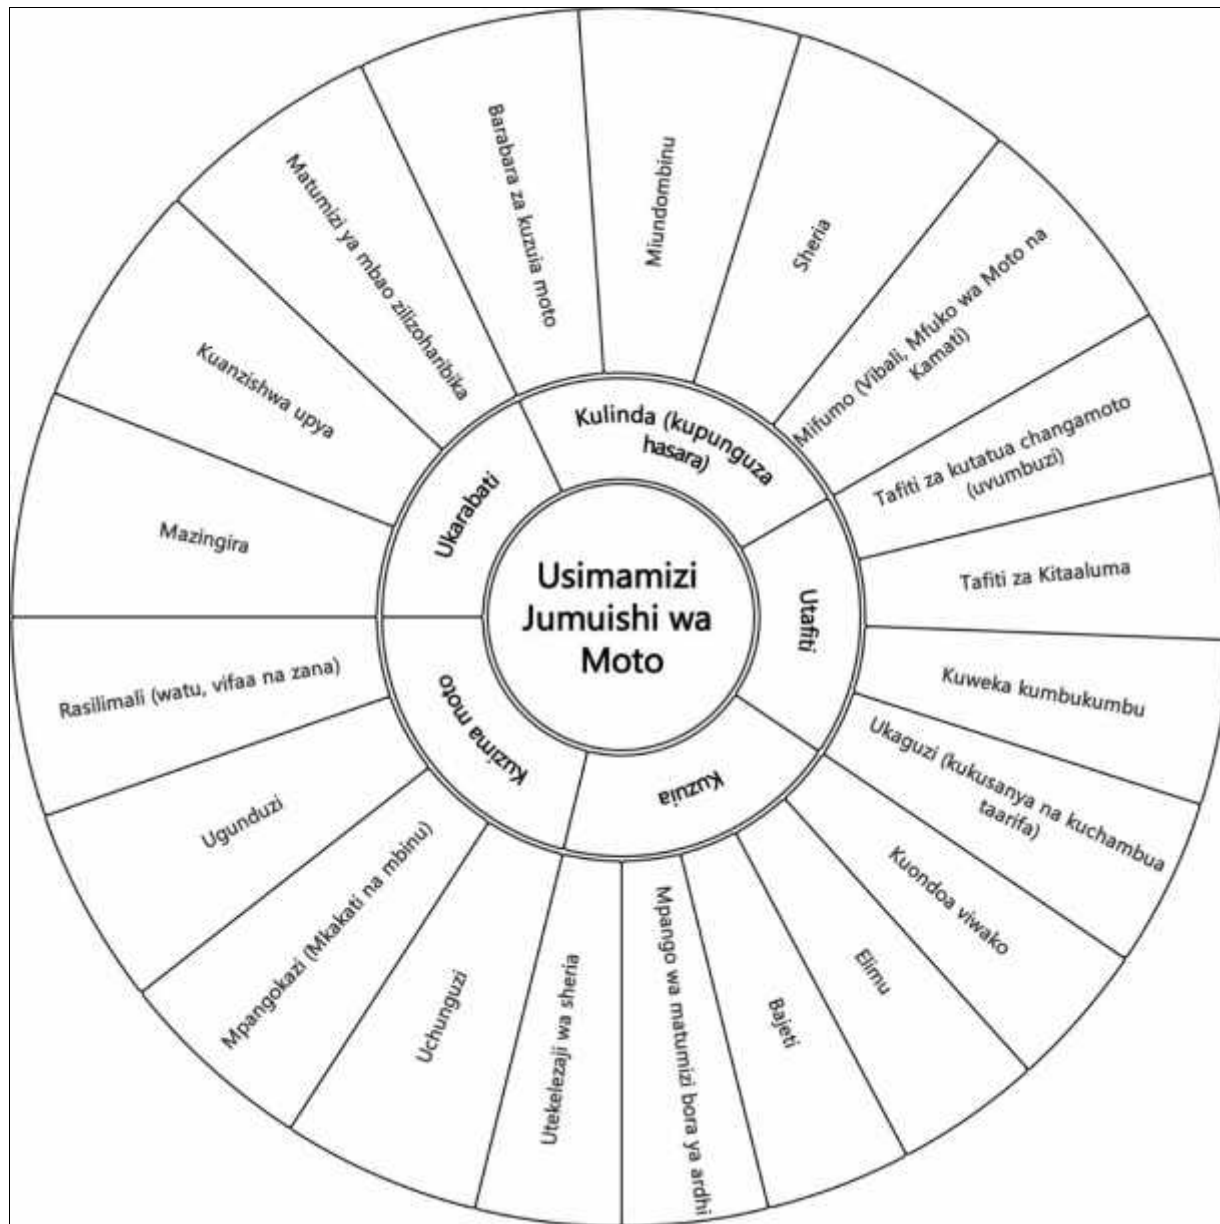 Usimamizi
Jumuishi wa
Moto
Kulinda (kupunguza
hasara)
Utafiti
Kuzuia
Kuzima moto
Ukarabati
Barabara za kuzuia moto
Miundombinu
Sheria
Mifumo (Vibali, Mfuko wa Moto na
Kamati)
Tafiti za kutatua changamoto
(uvumbuzi)
Tafiti za Kitaaluma
Kuweka kumbukumbu
Ukaguzi (kukusanya na kuchambua
taarifa)
Kuondoa viwako
Elimu
Bajeti
Mpango wa matumizi bora ya ardhi
Utekelezaji wa sheria
Uchunguzi
Mpangokazi (Mkakati na mbinu)
Ugunduzi
Rasilimali (watu, vifaa na zana)
Mazingira
Kuanzishwa upya
Matumizi ya mbao zilizoharibika